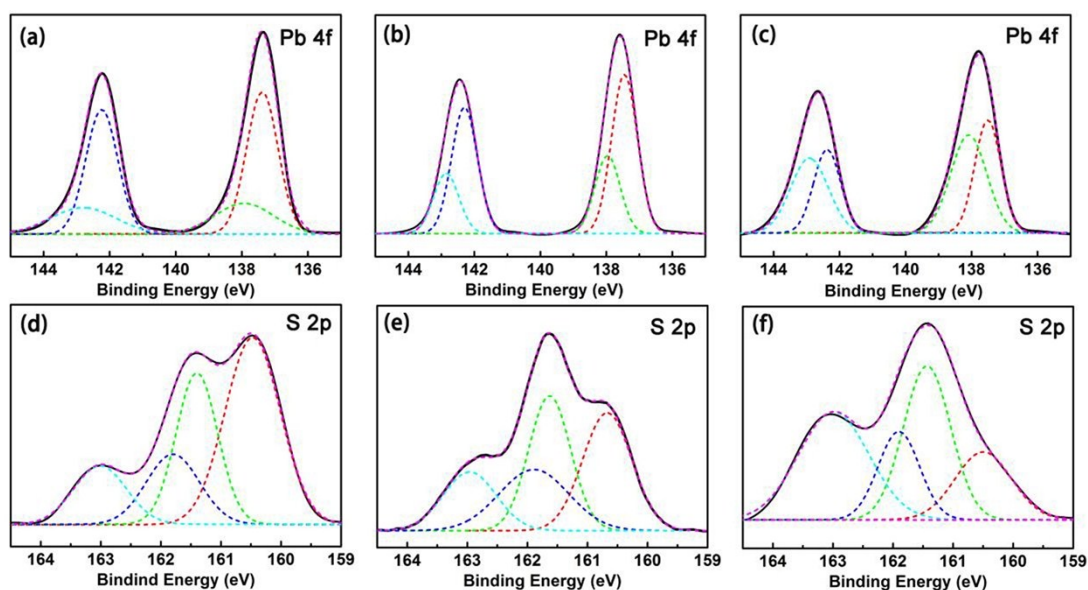 (a) Pb 4f
(b) Pb 4f
(c) Pb 4f
144 142 140 138 136
144 142 140 138 136
144 142 140 138 136
Binding Energy (eV)
Binding Energy (eV)
Binding Energy (eV)
(d) S 2p
(e) S 2p
(f) S 2p
164 163 162 161 160 159
164 163 162 161 160 159
164 163 162 161 160 159
Bindind Energy (eV)
Binding Energy (eV)
Binding Energy (eV)